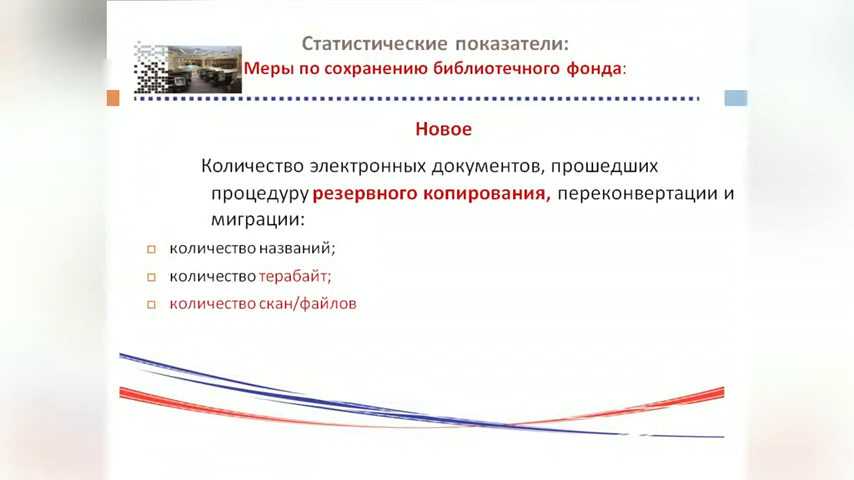 Статистические показатели:
Меры по сохранению библиотечного фонда:
Новое
Количество электронных документов, прошедших
процедуру резервного копирования, переконвертации и
миграции:
количество названий;
количество терабайт;
количество скан/файлов